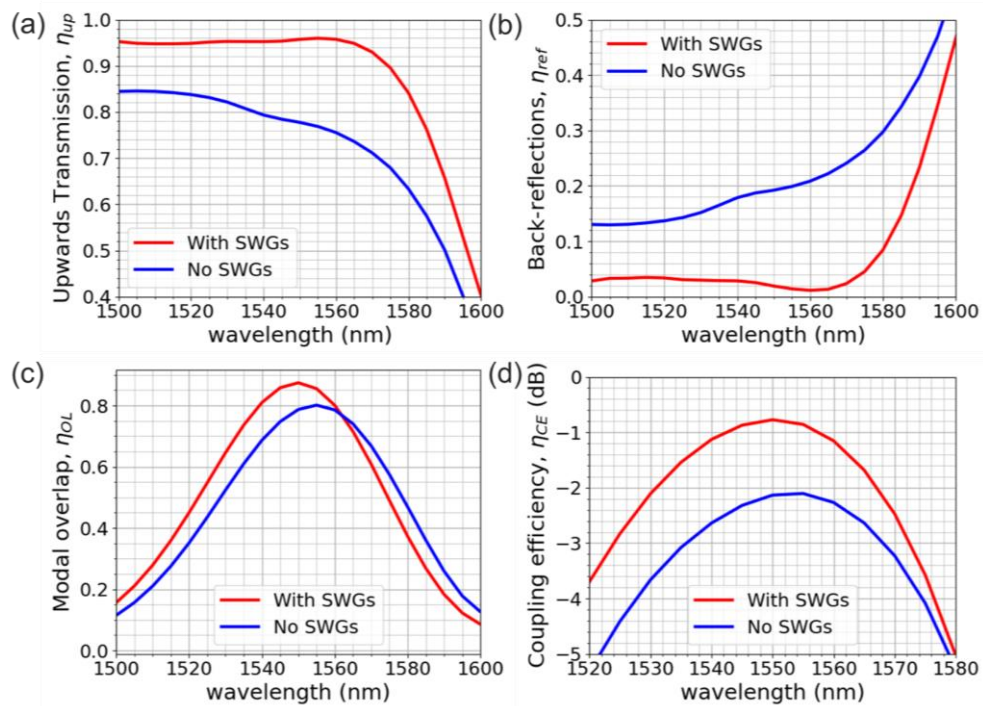 (a)
Upwards Transmission, η_up
1.0
0.9
0.8
0.7
0.6
0.5
0.4
With SWGs
No SWGs
1500 1520 1540 1560 1580 1600
wavelength (nm)
(b)
Back-reflections, η_ref
0.5
0.4
0.3
0.2
0.1
0.0
With SWGs
No SWGs
1500 1520 1540 1560 1580 1600
wavelength (nm)
(c)
Modal overlap, η_OL
0.8
0.6
0.4
0.2
0.0
With SWGs
No SWGs
1500 1520 1540 1560 1580 1600
wavelength (nm)
(d)
Coupling efficiency, η_CE (dB)
0
−1
−2
−3
−4
−5
With SWGs
No SWGs
1520 1530 1540 1550 1560 1570 1580
wavelength (nm)